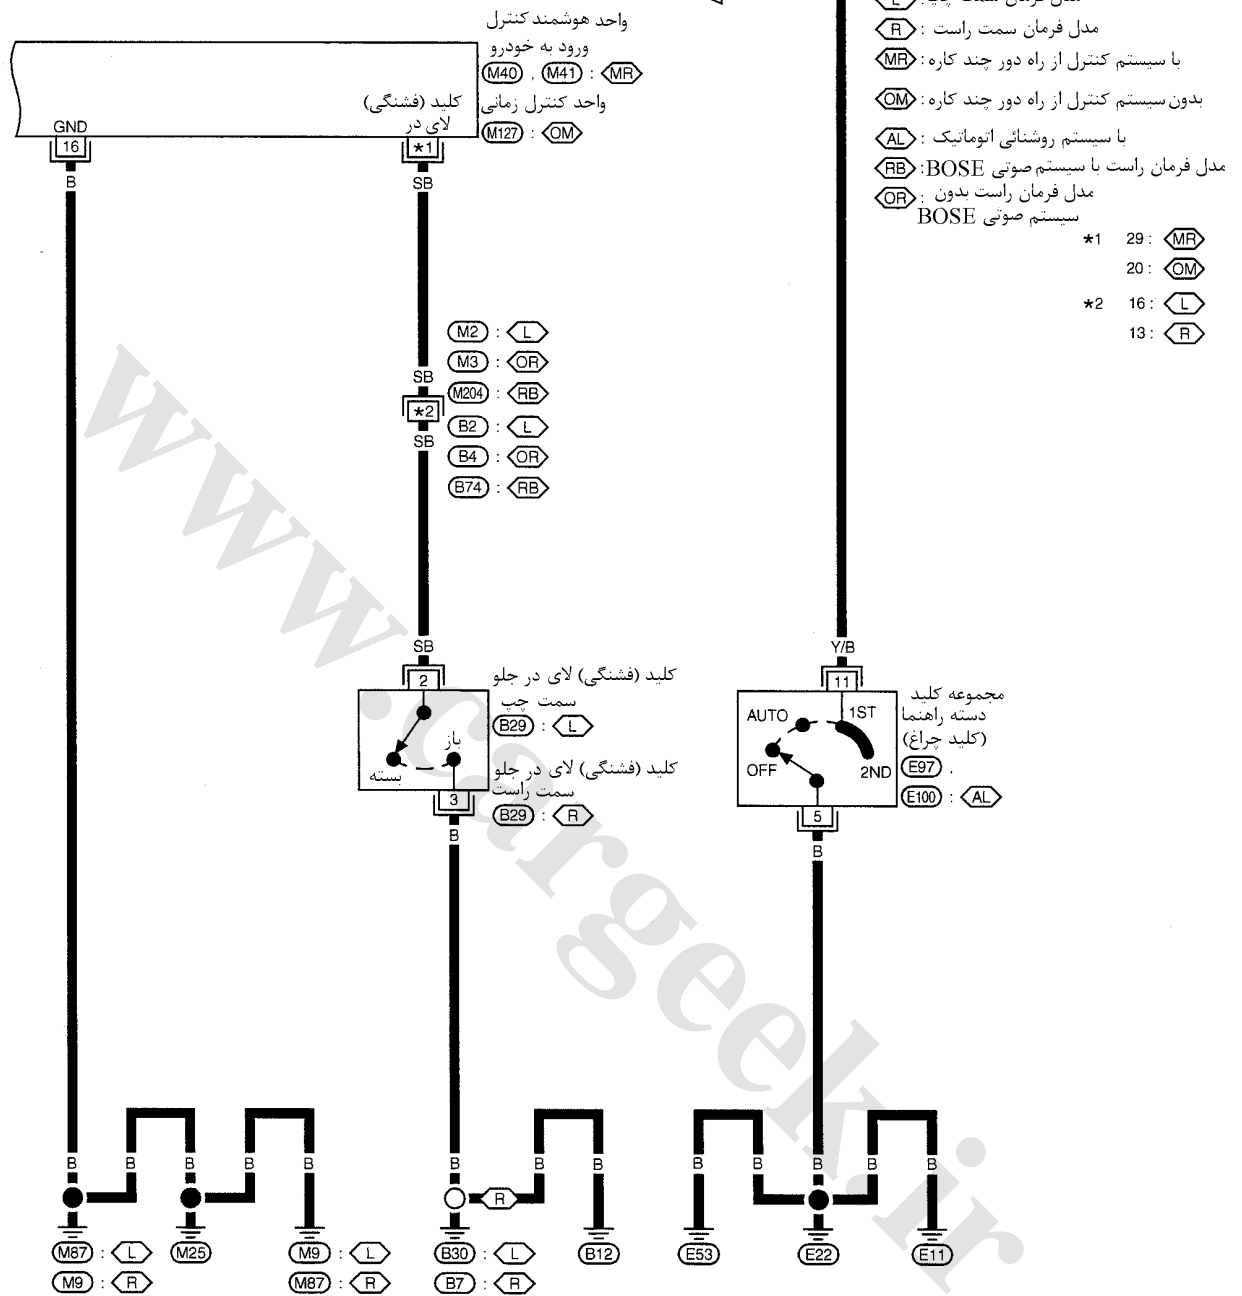 واحد هوشمند کنترل
ورود به خودرو
M40 , M41 : MR
واحد کنترل زمانی
M127 : OM
کلید (فشنگی)
لای در
GND
16
*1
B
SB
مدل فرمان سمت چپ : L
مدل فرمان سمت راست : R
با سیستم کنترل از راه دور چند کاره: MR
بدون سیستم کنترل از راه دور چند کاره: OM
با سیستم روشنائی اتوماتیک : AL
مدل فرمان راست با سیستم صوتی BOSE: RB
مدل فرمان راست بدون : OR
سیستم صوتی BOSE
*1 29 : MR
20 : OM
*2 16 : L
13 : R
M2 : L
M3 : OR
M204 : RB
SB
*2
SB
B2 : L
B4 : OR
B74 : RB
SB
2
کلید (فشنگی) لای در جلو
سمت چپ
B29 : L
باز
بسته
کلید (فشنگی) لای در جلو
سمت راست
B29 : R
3
B
Y/B
11
مجموعه کلید
دسته راهنما
(کلید چراغ)
E97 ,
E100 : AL
AUTO
1ST
OFF
2ND
5
B
B B B B B
B B B
B B B B B
R
M87 : L
M9 : R
M25
M9 : L
M87 : R
B30 : L
B7 : R
B12
E53
E22
E11
www.cargeek.ir